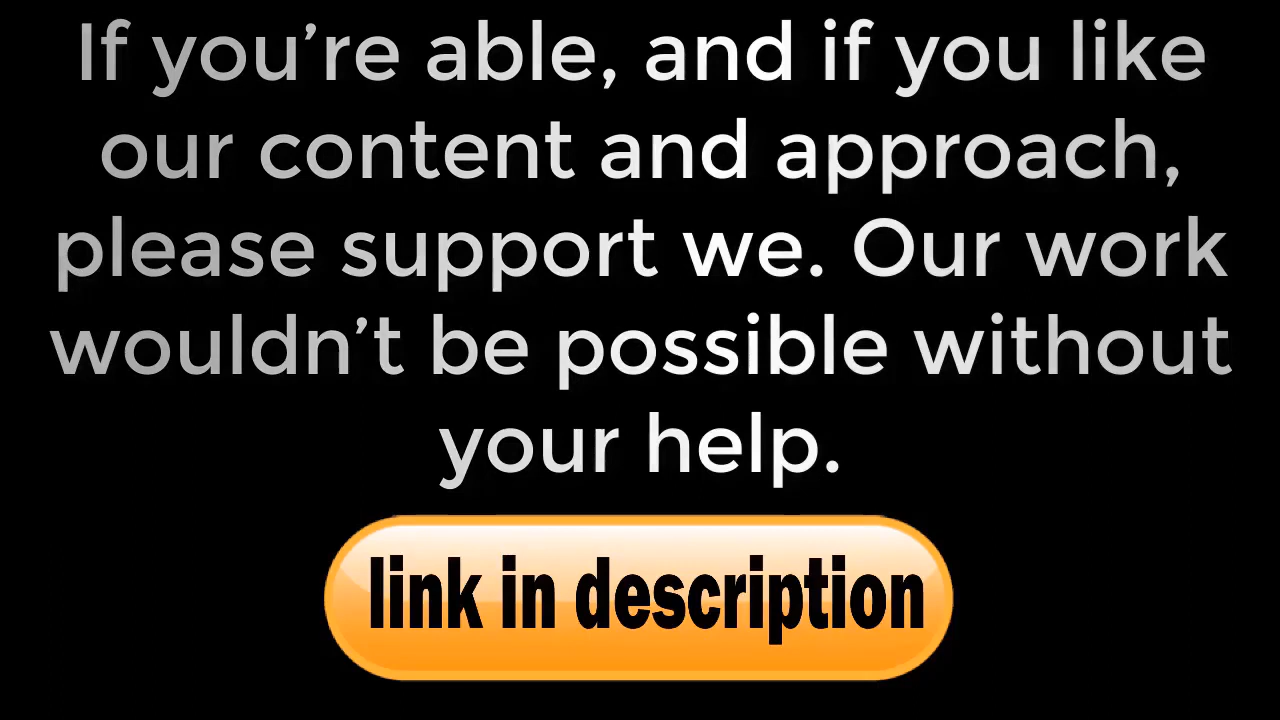 If you’re able, and if you like
our content and approach,
please support we. Our work
wouldn’t be possible without
your help.
link in description